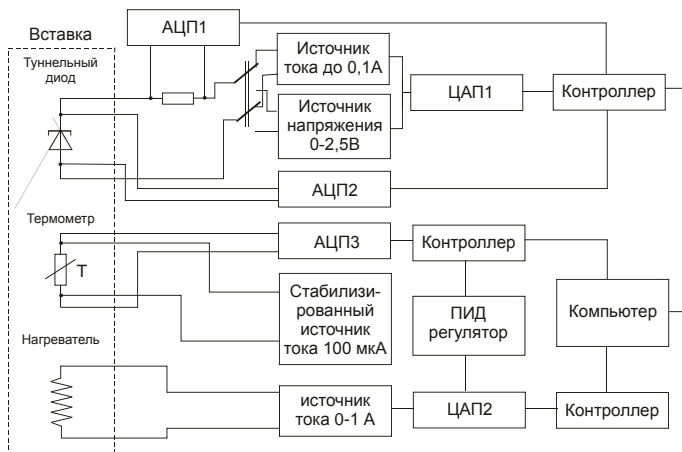 АЦП1
Вставка
Туннельный
диод
Источник
тока до 0,1А
ЦАП1
Контроллер
Источник
напряжения
0-2,5В
АЦП2
Термометр
АЦП3
Контроллер
Т
Стабилизи-
рованный
источник
тока 100 мкА
ПИД
регулятор
Компьютер
Нагреватель
источник
тока 0-1 А
ЦАП2
Контроллер